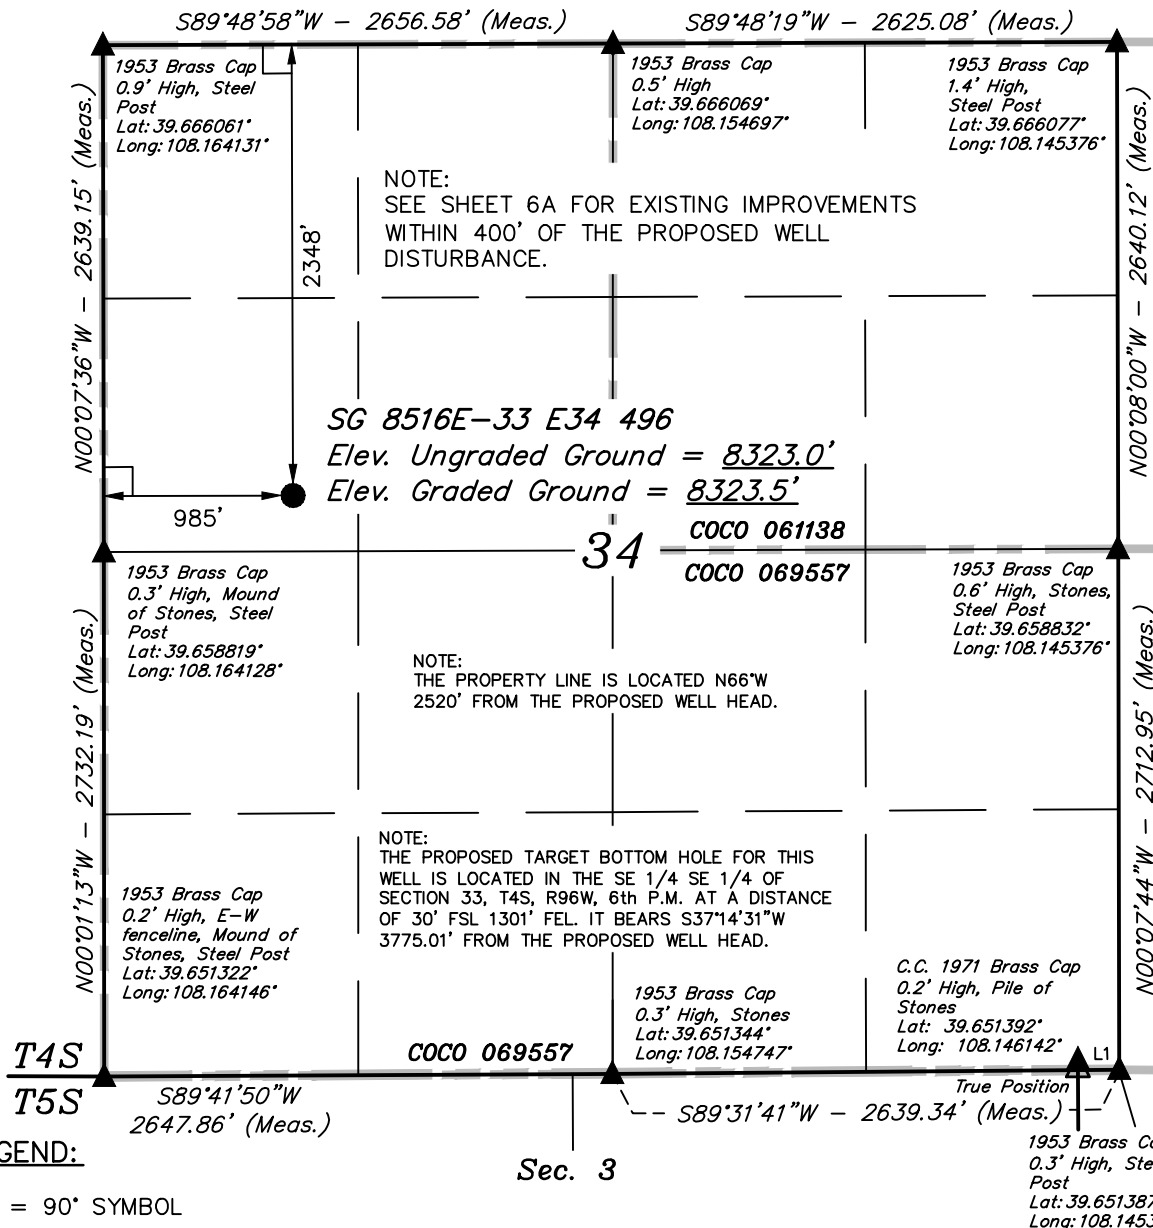 S89°48'58"W - 2656.58' (Meas.)
S89°48'19"W - 2625.08' (Meas.)
1953 Brass Cap
0.9' High, Steel
Post
Lat: 39.666061°
Long: 108.164131°
1953 Brass Cap
0.5' High
Lat: 39.666069°
Long: 108.154697°
1953 Brass Cap
1.4' High,
Steel Post
Lat: 39.666077°
Long: 108.145376°
N00°07'36"W - 2639.15' (Meas.)
N00°08'00"W - 2640.12' (Meas.)
NOTE:
SEE SHEET 6A FOR EXISTING IMPROVEMENTS
WITHIN 400' OF THE PROPOSED WELL
DISTURBANCE.
2348'
SG 8516E-33 E34 496
Elev. Ungraded Ground = 8323.0'
Elev. Graded Ground = 8323.5'
985'
COCO 061138
34
COCO 069557
1953 Brass Cap
0.3' High, Mound
of Stones, Steel
Post
Lat: 39.658819°
Long: 108.164128°
1953 Brass Cap
0.6' High, Stones,
Steel Post
Lat: 39.658832°
Long: 108.145376°
N00°01'13"W - 2732.19' (Meas.)
N00°07'44"W - 2712.95' (Meas.)
NOTE:
THE PROPERTY LINE IS LOCATED N66°W
2520' FROM THE PROPOSED WELL HEAD.
NOTE:
THE PROPOSED TARGET BOTTOM HOLE FOR THIS
WELL IS LOCATED IN THE SE 1/4 SE 1/4 OF
SECTION 33, T4S, R96W, 6th P.M. AT A DISTANCE
OF 30' FSL 1301' FEL. IT BEARS S37°14'31"W
3775.01' FROM THE PROPOSED WELL HEAD.
1953 Brass Cap
0.2' High, E-W
fenceline, Mound of
Stones, Steel Post
Lat: 39.651322°
Long: 108.164146°
1953 Brass Cap
0.3' High, Stones
Lat: 39.651344°
Long: 108.154747°
C.C. 1971 Brass Cap
0.2' High, Pile of
Stones
Lat: 39.651392°
Long: 108.146142°
L1
T4S
T5S
COCO 069557
True Position
S89°41'50"W
2647.86' (Meas.)
S89°31'41"W - 2639.34' (Meas.)
Sec. 3
1953 Brass Ca
0.3' High, Stee
Post
Lat: 39.651387
Long: 108.1453
GEND:
= 90° SYMBOL